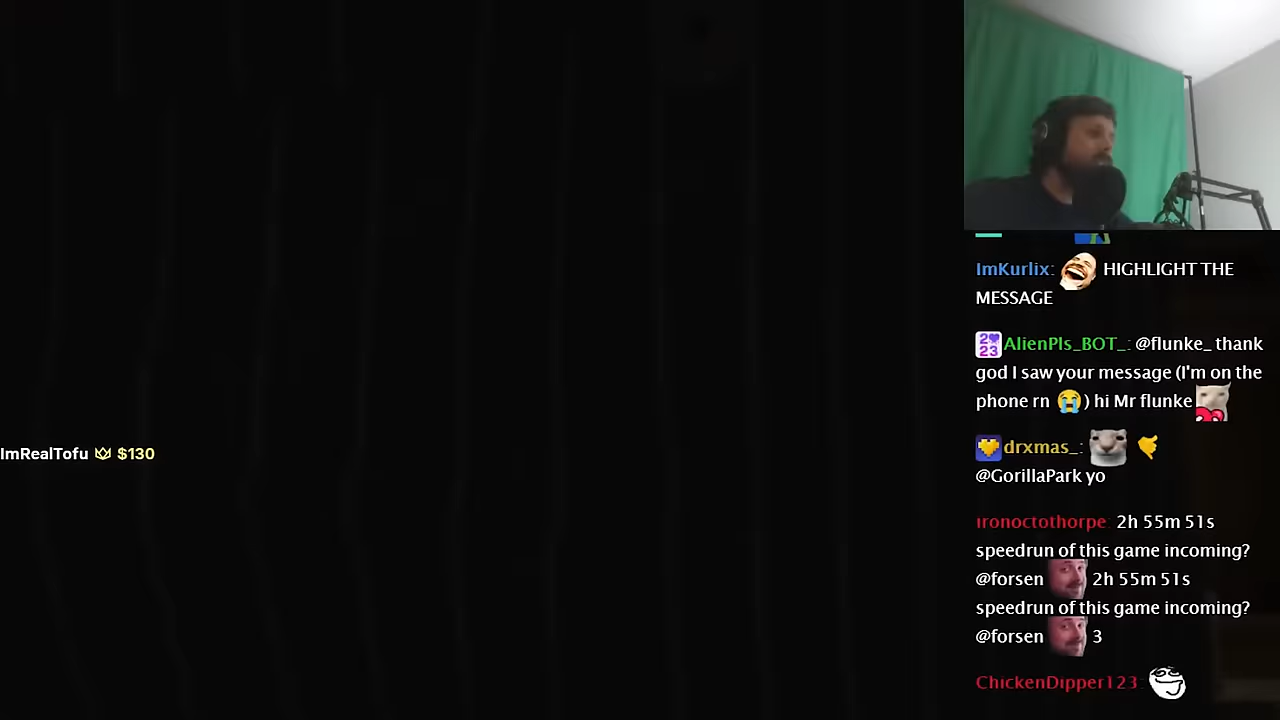 ImKurlix: HIGHLIGHT THE
MESSAGE
2023 AlienPls_BOT_: @flunke_ thank
god I saw your message (I'm on the
phone rn ) hi Mr flunke
ImRealTofu $130
drxmas_:
@GorillaPark yo
ironoctothorpe: 2h 55m 51s
speedrun of this game incoming?
@forsen 2h 55m 51s
speedrun of this game incoming?
@forsen 3
ChickenDipper123: